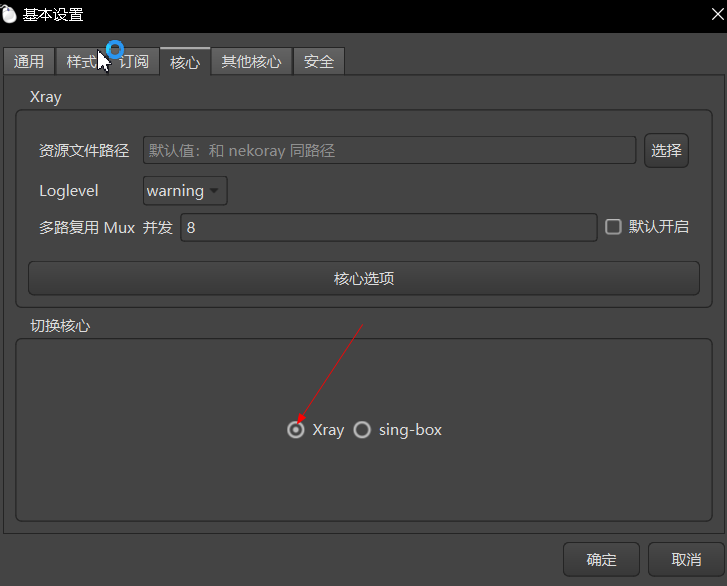 基本设置
通用 样式 订阅 核心 其他核心 安全
Xray
资源文件路径 默认值：和 nekoray 同路径 选择
Loglevel warning
多路复用 Mux 并发 8 默认开启
核心选项
切换核心
Xray sing-box
确定 取消